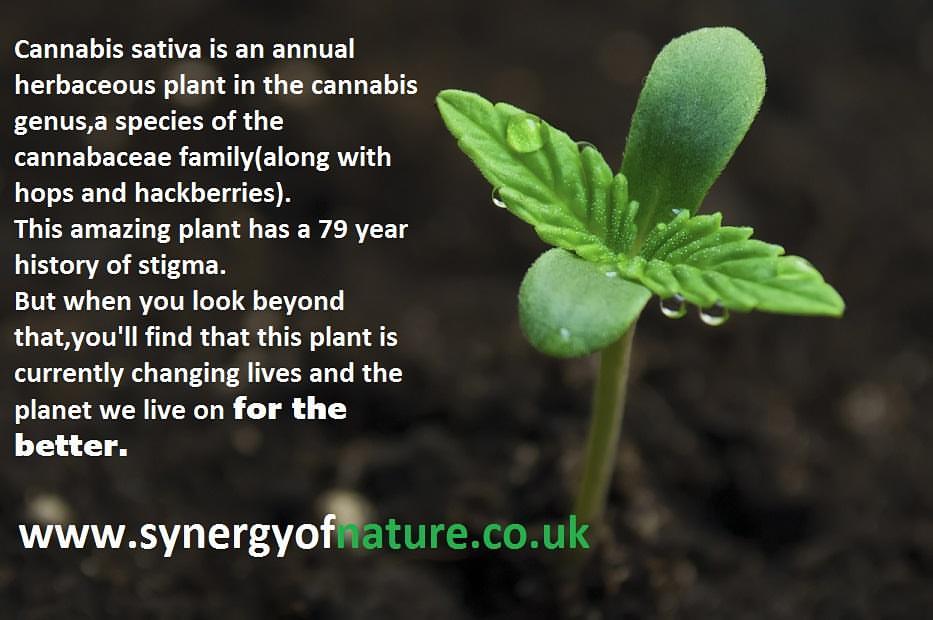 Cannabis sativa is an annual
herbaceous plant in the cannabis
genus,a species of the
cannabaceae family(along with
hops and hackberries).
This amazing plant has a 79 year
history of stigma.
But when you look beyond
that,you'll find that this plant is
currently changing lives and the
planet we live on for the
better.
www.synergyofnature.co.uk